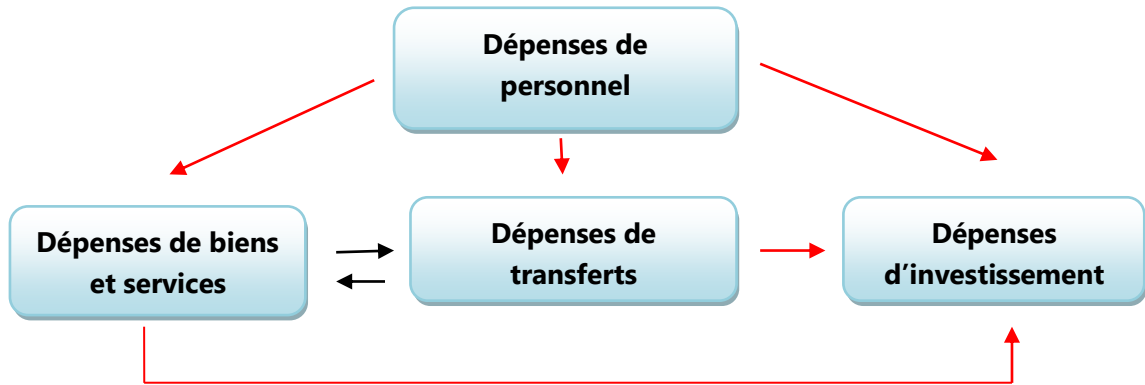 Dépenses de
personnel
Dépenses de biens
et services
Dépenses de
transferts
Dépenses
d’investissement